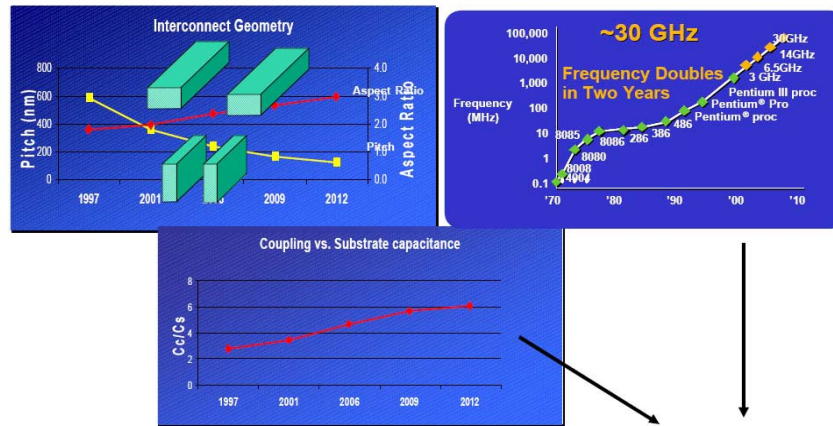 Interconnect Geometry
Pitch (nm)
800
600
400
200
0
4.0
3.0
2.0
1.0
0.0
Aspect Ratio
Aspect Ratio
Pitch
1997
2001
2009
2012
~30 GHz
Frequency Doubles
in Two Years
Frequency
(MHz)
100,000
10,000
1,000
100
10
1
0.1
30GHz
14GHz
6.5GHz
3 GHz
Pentium III proc
Pentium® Pro
Pentium® proc
486
386
286
8086
8085
8080
8008
4004
'70
'80
'90
'00
'10
Coupling vs. Substrate capacitance
Cc/Cs
8
6
4
2
0
1997
2001
2006
2009
2012